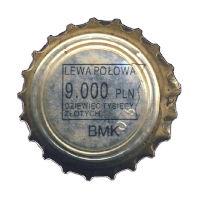 LEWA POŁOWA
9.000 PLN
DZIEWIĘĆ TYSIĘCY
ZŁOTYCH
BMK